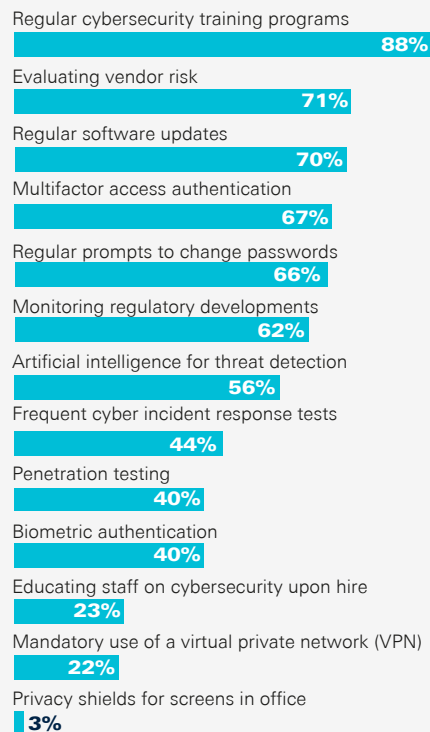 Regular cybersecurity training programs
88%
Evaluating vendor risk
71%
Regular software updates
70%
Multifactor access authentication
67%
Regular prompts to change passwords
66%
Monitoring regulatory developments
62%
Artificial intelligence for threat detection
56%
Frequent cyber incident response tests
44%
Penetration testing
40%
Biometric authentication
40%
Educating staff on cybersecurity upon hire
23%
Mandatory use of a virtual private network (VPN)
22%
Privacy shields for screens in office
3%